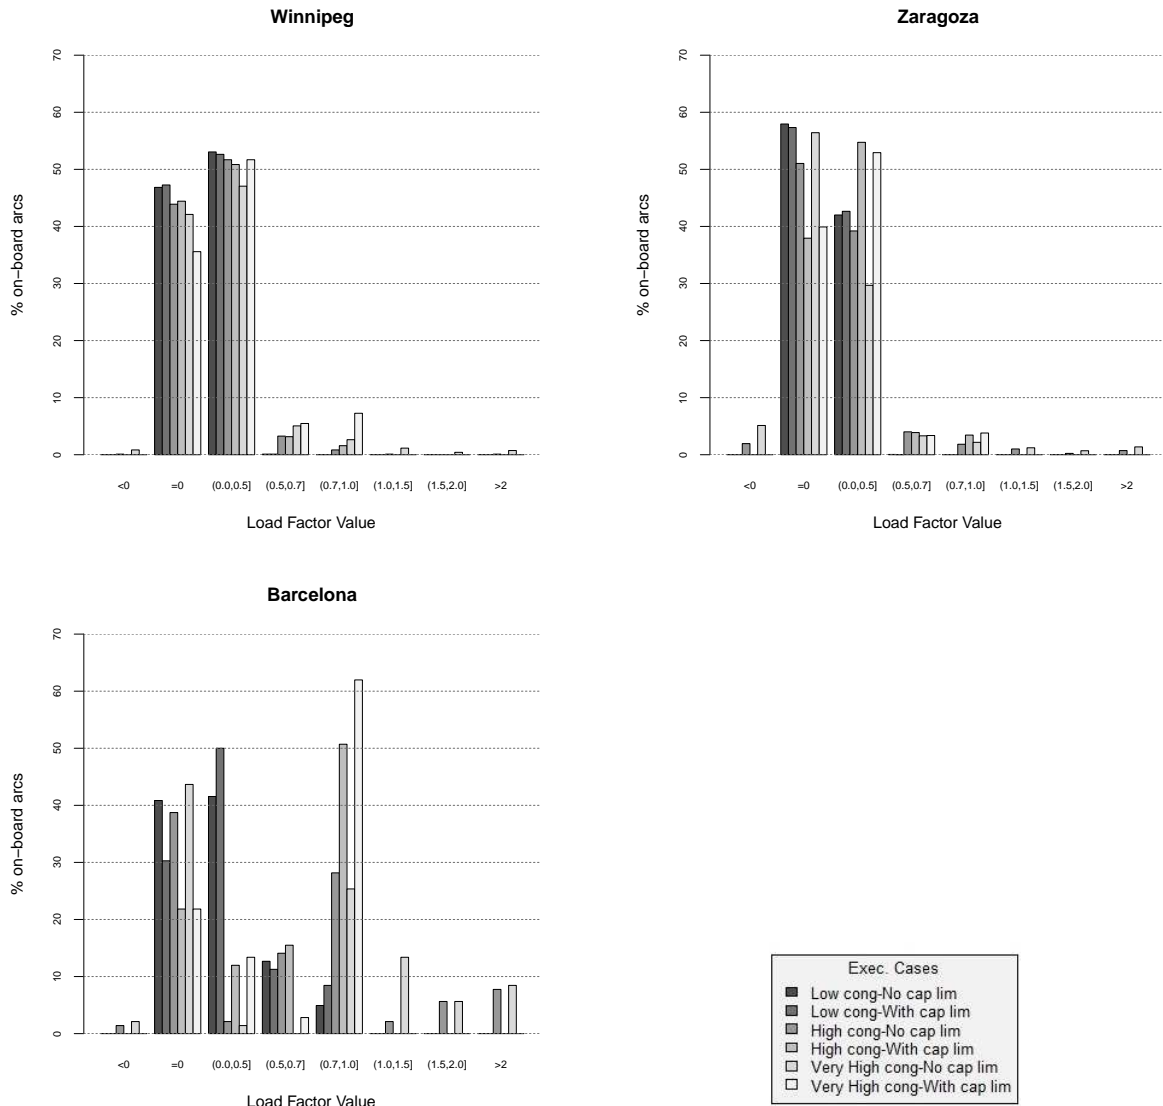 Winnipeg
70
60
50
40
30
20
10
0
% on−board arcs
<0 =0 (0.0,0.5] (0.5,0.7] (0.7,1.0] (1.0,1.5] (1.5,2.0] >2
Load Factor Value
Zaragoza
70
60
50
40
30
20
10
0
% on−board arcs
<0 =0 (0.0,0.5] (0.5,0.7] (0.7,1.0] (1.0,1.5] (1.5,2.0] >2
Load Factor Value
Barcelona
70
60
50
40
30
20
10
0
% on−board arcs
<0 =0 (0.0,0.5] (0.5,0.7] (0.7,1.0] (1.0,1.5] (1.5,2.0] >2
Load Factor Value
Exec. Cases
Low cong-No cap lim
Low cong-With cap lim
High cong-No cap lim
High cong-With cap lim
Very High cong-No cap lim
Very High cong-With cap lim